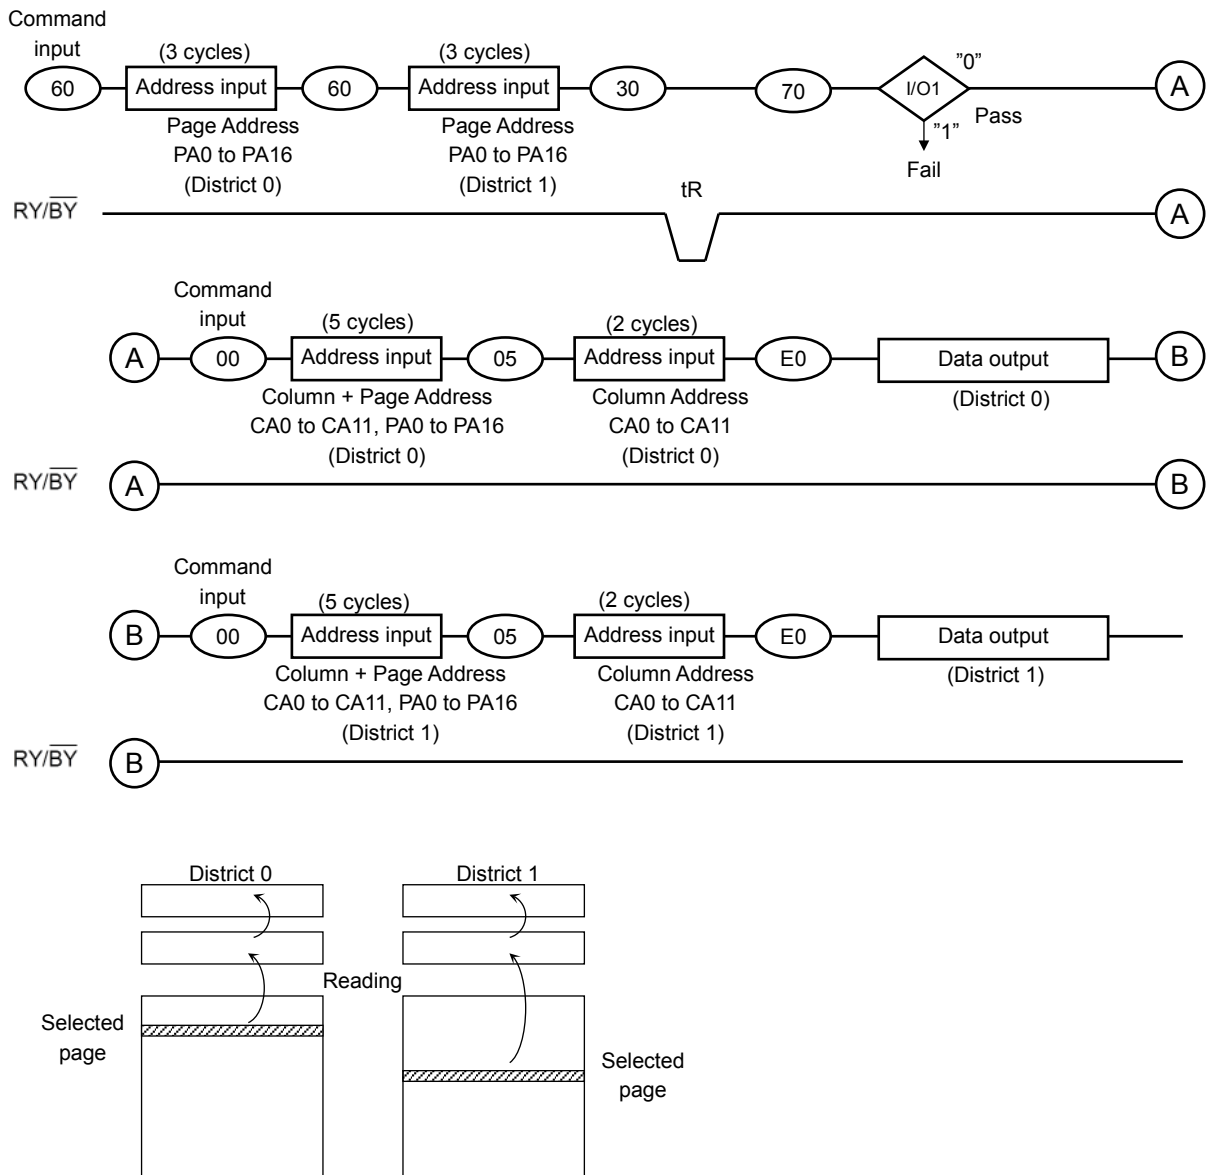 Command
input
(3 cycles)
(3 cycles)
”0”
60
Address input
60
Address input
30
70
I/O1
A
Page Address
PA0 to PA16
(District 0)
Page Address
PA0 to PA16
(District 1)
”1”
Pass
Fail
tR
RY/B̅Y̅
A
Command
input
(5 cycles)
(2 cycles)
A
00
Address input
05
Address input
E0
Data output
B
Column + Page Address
CA0 to CA11, PA0 to PA16
(District 0)
Column Address
CA0 to CA11
(District 0)
(District 0)
RY/B̅Y̅
A
B
Command
input
(5 cycles)
(2 cycles)
B
00
Address input
05
Address input
E0
Data output
Column + Page Address
CA0 to CA11, PA0 to PA16
(District 1)
Column Address
CA0 to CA11
(District 1)
(District 1)
RY/B̅Y̅
B
District 0
District 1
Reading
Selected
page
Selected
page